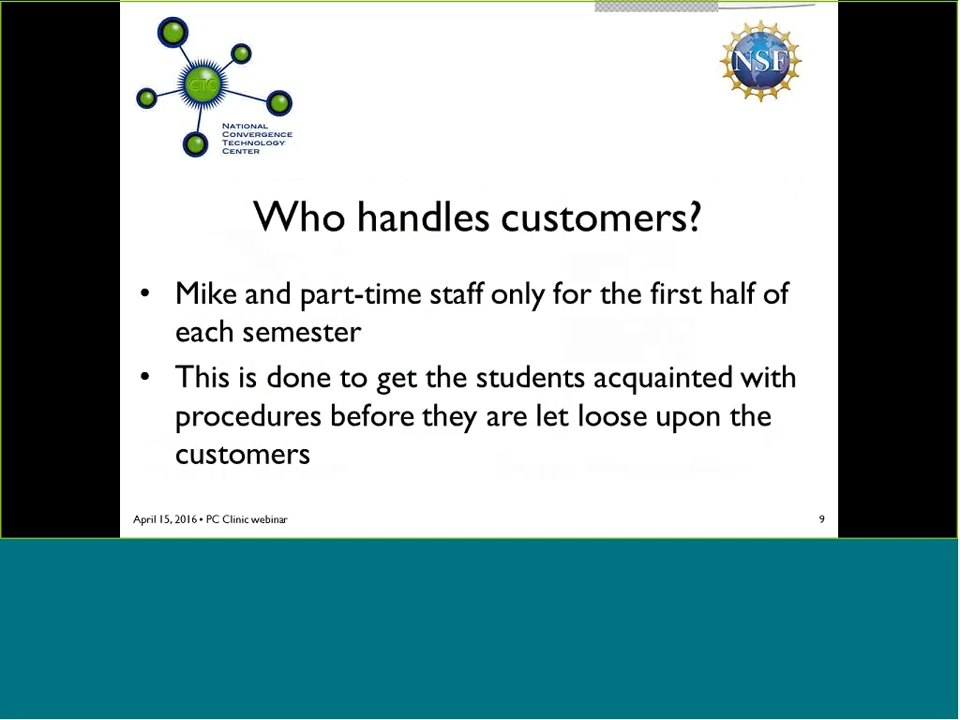 CTC
NATIONAL
CONVERGENCE
TECHNOLOGY
CENTER
NSF
Who handles customers?
• Mike and part-time staff only for the first half of
each semester
• This is done to get the students acquainted with
procedures before they are let loose upon the
customers
April 15, 2016 • PC Clinic webinar
9